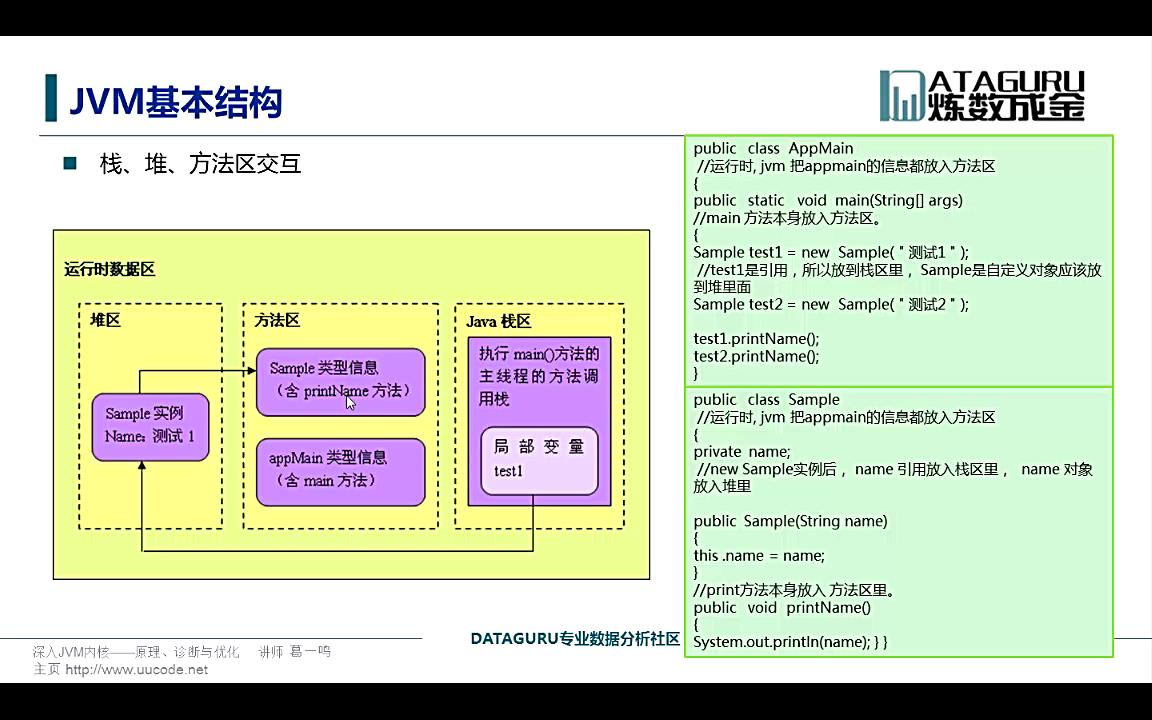 JVM基本结构
ATAGURU
炼数成金
栈、堆、方法区交互
运行时数据区
堆区
Sample 实例
Name: 测试 1
方法区
Sample 类型信息
（含 printName 方法）
appMain 类型信息
（含 main 方法）
Java 栈区
执行 main()方法的
主线程的方法调
用栈
局 部 变 量
test1
public class AppMain
//运行时, jvm 把appmain的信息都放入方法区
{
public static void main(String[] args)
//main 方法本身放入方法区。
{
Sample test1 = new Sample( " 测试1 " );
//test1是引用，所以放到栈区里， Sample是自定义对象应该放
到堆里面
Sample test2 = new Sample( " 测试2 " );
test1.printName();
test2.printName();
}
public class Sample
//运行时, jvm 把appmain的信息都放入方法区
{
private name;
//new Sample实例后， name 引用放入栈区里， name 对象
放入堆里
public Sample(String name)
{
this .name = name;
}
//print方法本身放入 方法区里。
public void printName()
{
System.out.println(name); } }
DATAGURU专业数据分析社区
深入JVM内核——原理、诊断与优化 讲师 葛一鸣
主页 http://www.uucode.net